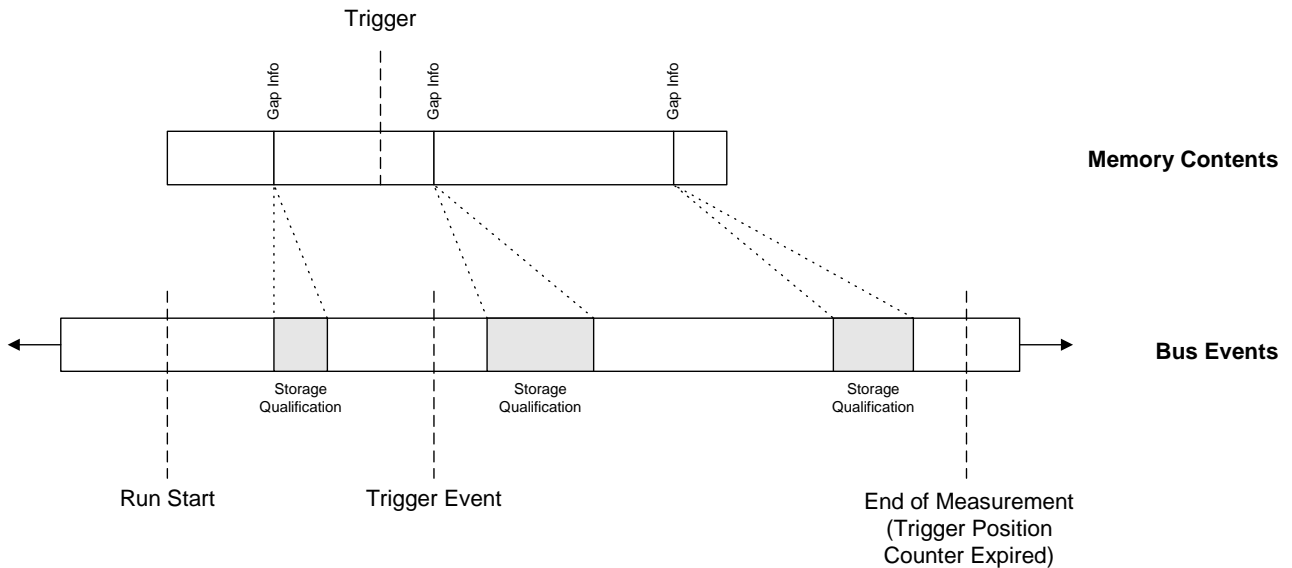 Trigger
Gap Info
Gap Info
Gap Info
Memory Contents
Bus Events
Storage
Qualification
Storage
Qualification
Storage
Qualification
Run Start
Trigger Event
End of Measurement
(Trigger Position
Counter Expired)